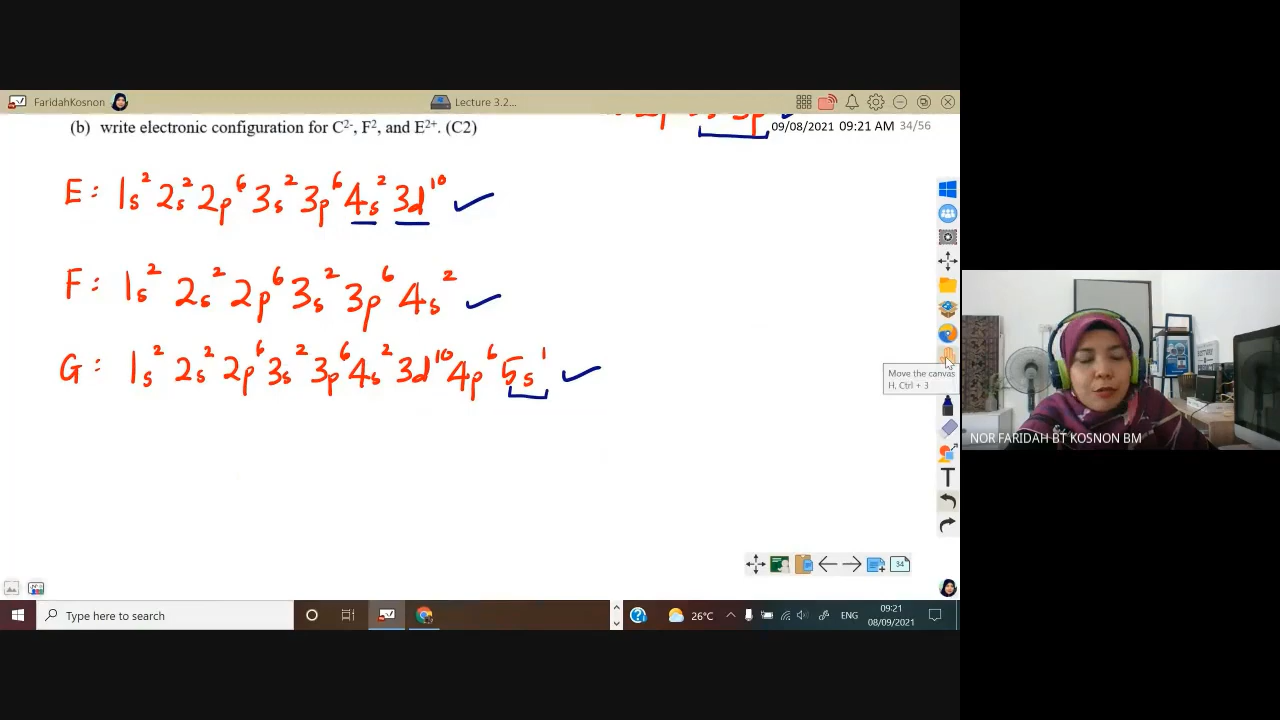 FaridahKosnon
Lecture 3.2...
(b) write electronic configuration for C²⁻, F², and E²⁺. (C2)
09/08/2021 09:21 AM 34/56
E: 1s² 2s² 2p⁶ 3s² 3p⁶ 4s² 3d¹⁰
F: 1s² 2s² 2p⁶ 3s² 3p⁶ 4s²
G: 1s² 2s² 2p⁶ 3s² 3p⁶ 4s² 3d¹⁰ 4p⁶ 5s¹
Move the canvas
H, Ctrl + 3
NOR FARIDAH BT KOSNON BM
T
34
Type here to search
26°C
ENG
09:21
08/09/2021